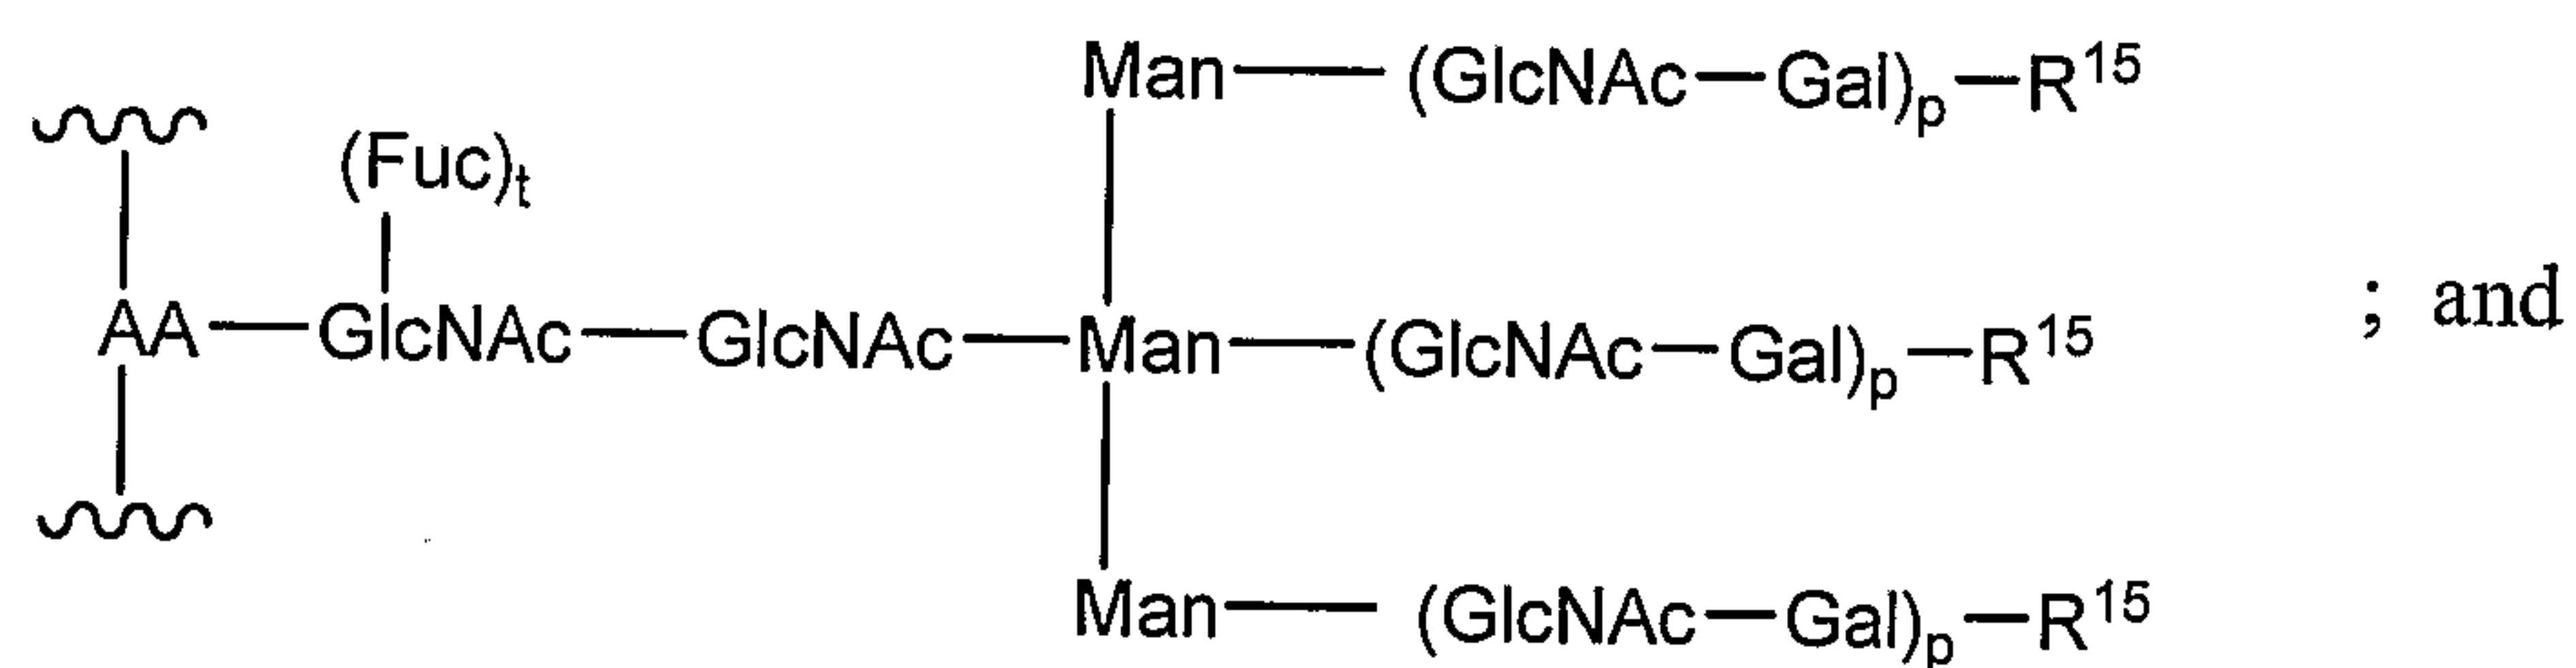 Man—(GlcNAc—Gal)p—R15
(Fuc)t
AA—GlcNAc—GlcNAc—Man—(GlcNAc—Gal)p—R15 ; and
Man—(GlcNAc—Gal)p—R15